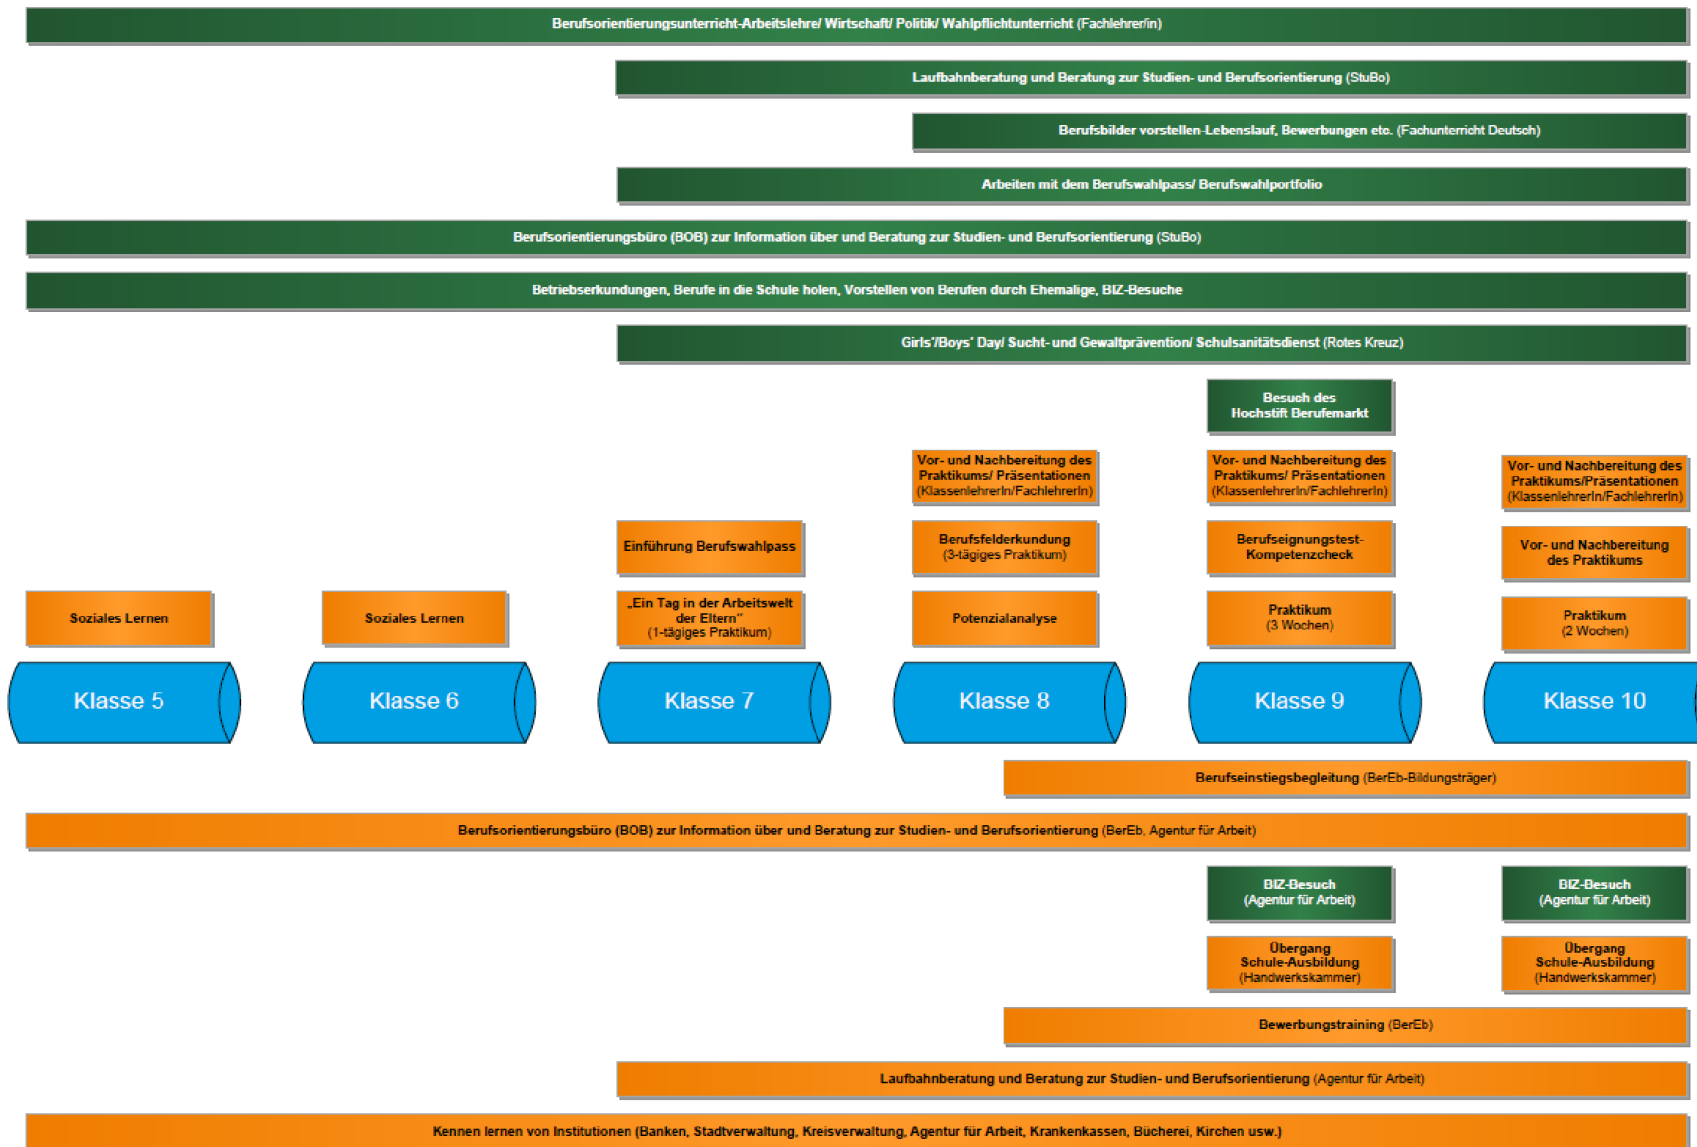 Berufsorientierungsunterricht-Arbeitslehre/ Wirtschaft/ Politik/ Wahlpflichtunterricht (Fachlehrer/in)
Laufbahnberatung und Beratung zur Studien- und Berufsorientierung (StuBo)
Berufsbilder vorstellen-Lebenslauf, Bewerbungen etc. (Fachunterricht Deutsch)
Arbeiten mit dem Berufswahlpass/ Berufswahlportfolio
Berufsorientierungsbüro (BOB) zur Information über und Beratung zur Studien- und Berufsorientierung (StuBo)
Betriebserkundungen, Berufe in die Schule holen, Vorstellen von Berufen durch Ehemalige, BIZ-Besuche
Girls'/Boys' Day/ Sucht- und Gewaltprävention/ Schulsanitätsdienst (Rotes Kreuz)
Besuch des
Hochstift Berufemarkt
Vor- und Nachbereitung des
Praktikums/ Präsentationen
(KlassenlehrerIn/FachlehrerIn)
Vor- und Nachbereitung des
Praktikums/ Präsentationen
(KlassenlehrerIn/FachlehrerIn)
Vor- und Nachbereitung des
Praktikums/Präsentationen
(KlassenlehrerIn/FachlehrerIn)
Einführung Berufswahlpass
Berufsfelderkundung
(3-tägiges Praktikum)
Berufseignungstest-
Kompetenzcheck
Vor- und Nachbereitung
des Praktikums
Soziales Lernen
Soziales Lernen
„Ein Tag in der Arbeitswelt
der Eltern"
(1-tägiges Praktikum)
Potenzialanalyse
Praktikum
(3 Wochen)
Praktikum
(2 Wochen)
Klasse 5
Klasse 6
Klasse 7
Klasse 8
Klasse 9
Klasse 10
Berufseinstiegsbegleitung (BerEb-Bildungsträger)
Berufsorientierungsbüro (BOB) zur Information über und Beratung zur Studien- und Berufsorientierung (BerEb, Agentur für Arbeit)
BIZ-Besuch
(Agentur für Arbeit)
BIZ-Besuch
(Agentur für Arbeit)
Übergang
Schule-Ausbildung
(Handwerkskammer)
Übergang
Schule-Ausbildung
(Handwerkskammer)
Bewerbungstraining (BerEb)
Laufbahnberatung und Beratung zur Studien- und Berufsorientierung (Agentur für Arbeit)
Kennen lernen von Institutionen (Banken, Stadtverwaltung, Kreisverwaltung, Agentur für Arbeit, Krankenkassen, Bücherei, Kirchen usw.)